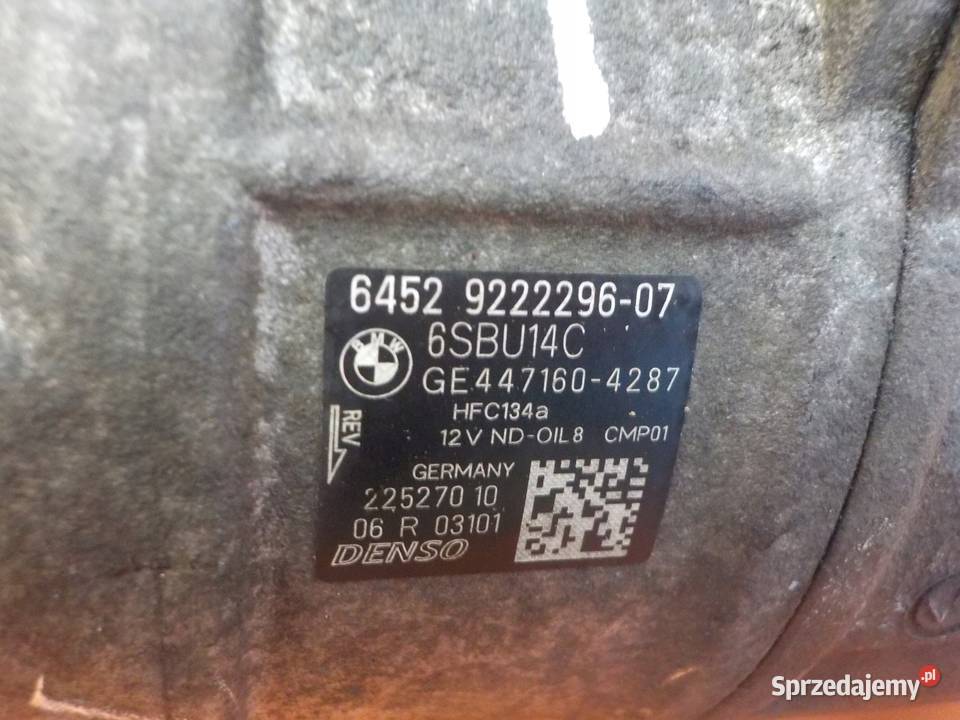 6452 9222296-07
BMW
6SBU14C
GE447160-4287
HFC134a
REV
12V ND-OIL8 CMP01
GERMANY
22527010
06 R 03101
DENSO
Sprzedajemy.pl